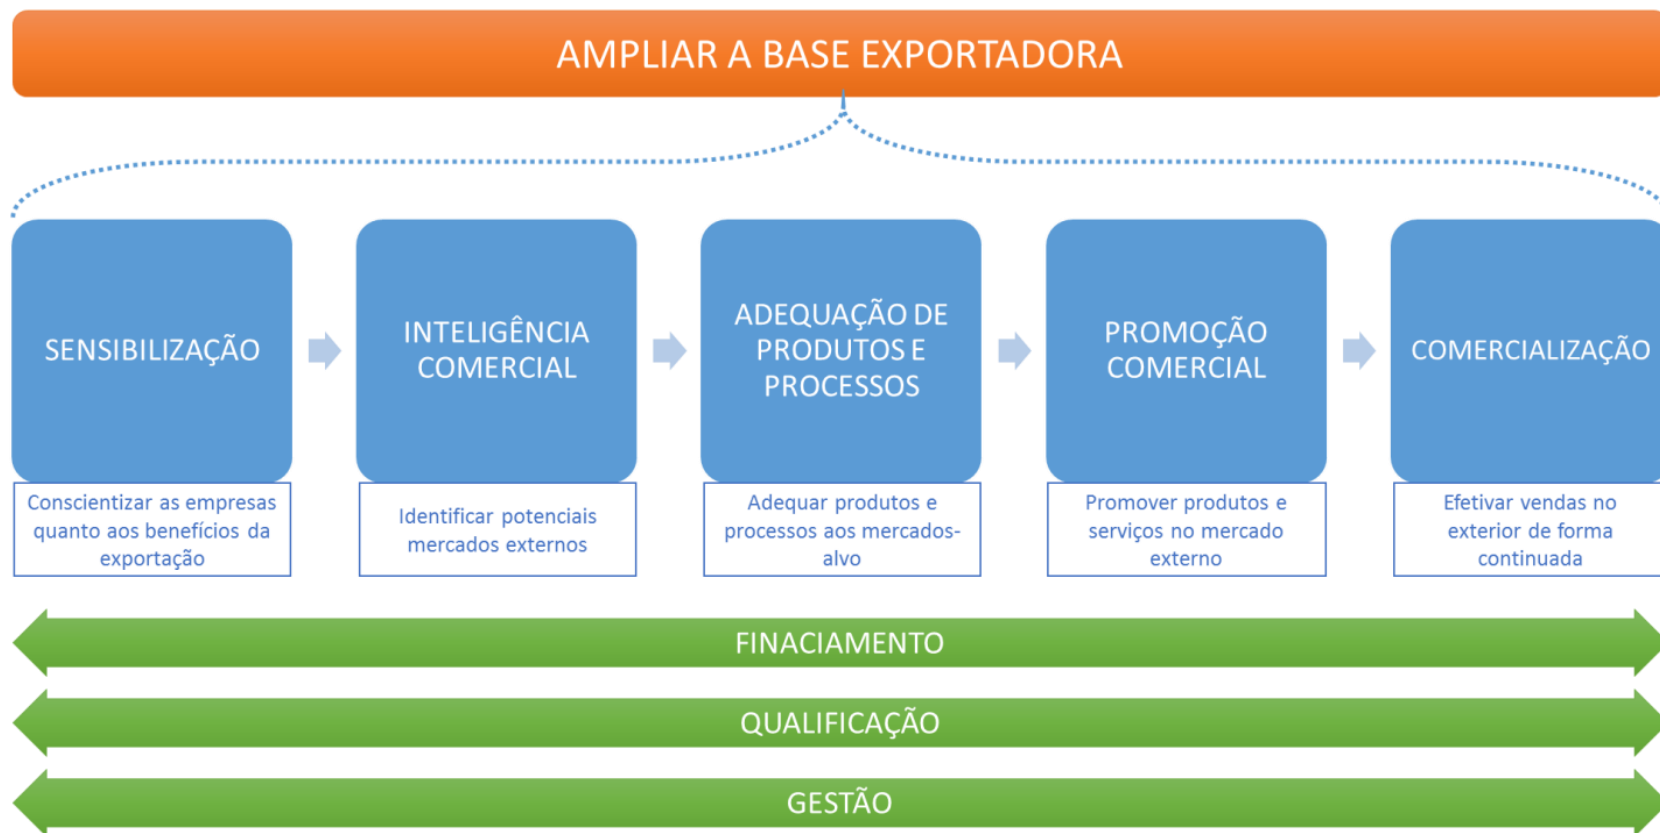 AMPLIAR A BASE EXPORTADORA
SENSIBILIZAÇÃO
INTELIGÊNCIA
COMERCIAL
ADEQUAÇÃO DE
PRODUTOS E
PROCESSOS
PROMOÇÃO
COMERCIAL
COMERCIALIZAÇÃO
Conscientizar as empresas
quanto aos benefícios da
exportação
Identificar potenciais
mercados externos
Adequar produtos e
processos aos mercados-
alvo
Promover produtos e
serviços no mercado
externo
Efetivar vendas no
exterior de forma
continuada
FINACIAMENTO
QUALIFICAÇÃO
GESTÃO